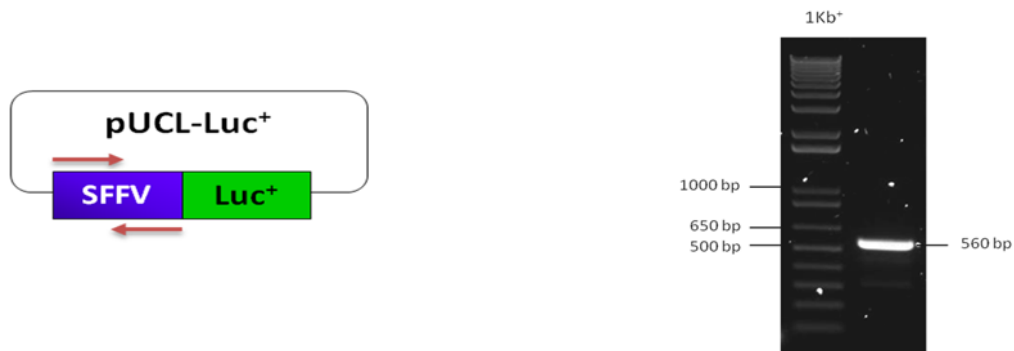 pUCL-Luc⁺
SFFV Luc⁺
1Kb⁺
1000 bp
650 bp
500 bp
560 bp